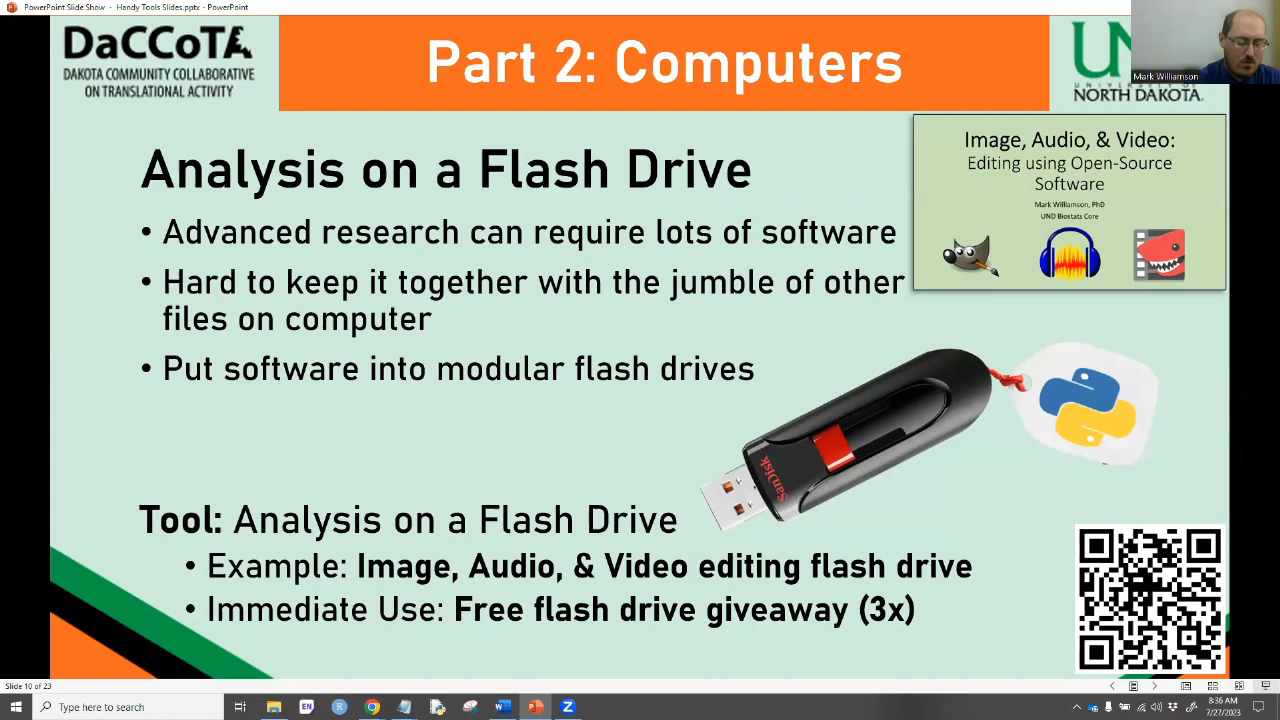 PowerPoint Slide Show - Handy Tools Slides.pptx - PowerPoint
DaCCoTA
DAKOTA COMMUNITY COLLABORATIVE
ON TRANSLATIONAL ACTIVITY
Part 2: Computers
NORTH DAKOTA.
Mark Williamson
Analysis on a Flash Drive
• Advanced research can require lots of software
• Hard to keep it together with the jumble of other
files on computer
• Put software into modular flash drives
Image, Audio, & Video:
Editing using Open-Source
Software
Mark Williamson, PhD
UND Biostats Core
SanDisk
Tool: Analysis on a Flash Drive
• Example: Image, Audio, & Video editing flash drive
• Immediate Use: Free flash drive giveaway (3x)
Slide 10 of 23
Type here to search
EN
8:36 AM
7/27/2023